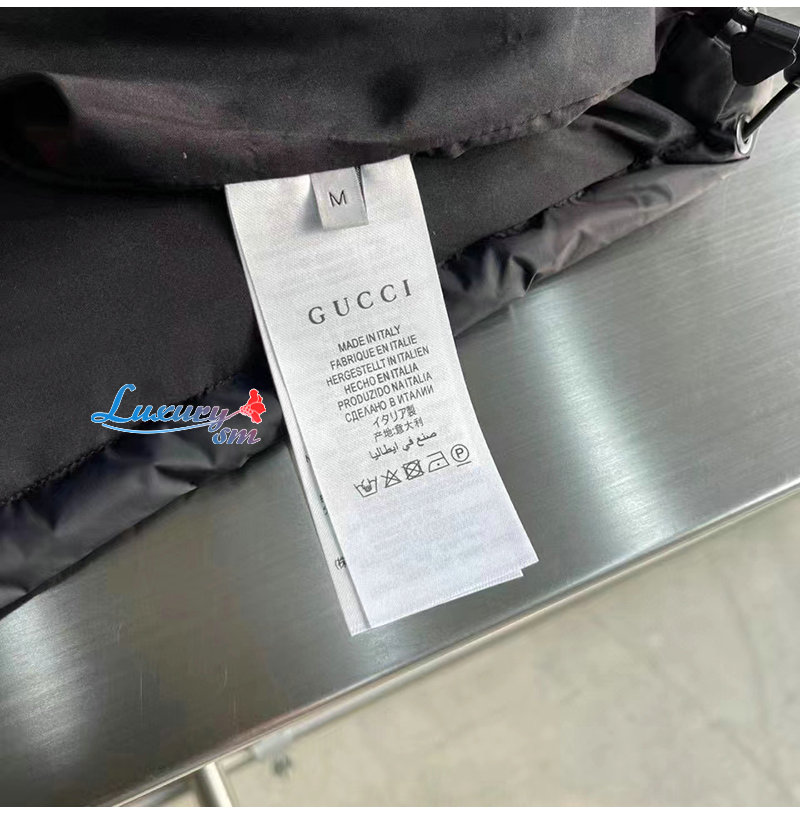 M
GUCCI
MADE IN ITALY
FABRIQUE EN ITALIE
HERGESTELLT IN ITALIEN
HECHO EN ITALIA
PRODUZIDO NA ITALIA
СДЕЛАНО В ИТАЛИИ
イタリア製
产地意大利
صنع في ايطاليا
Luxury
sm